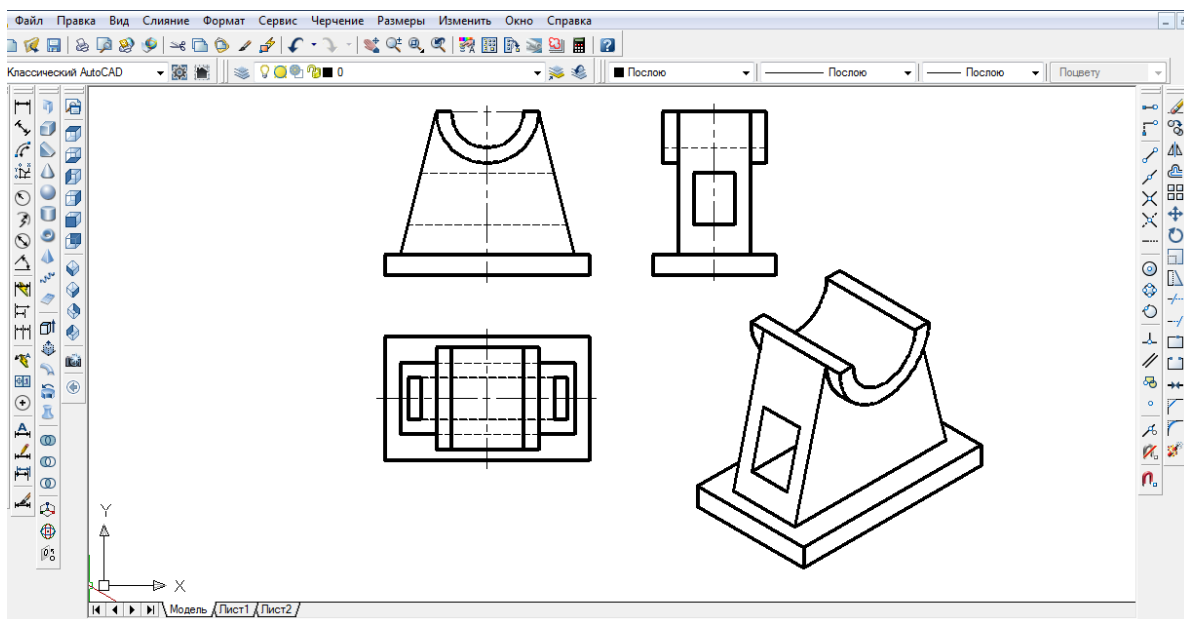 Файл Правка Вид Слияние Формат Сервис Черчение Размеры Изменить Окно Справка
Классический AutoCAD 0 Послою Послою Послою Поцвету
Y
X
Модель Лист1 Лист2